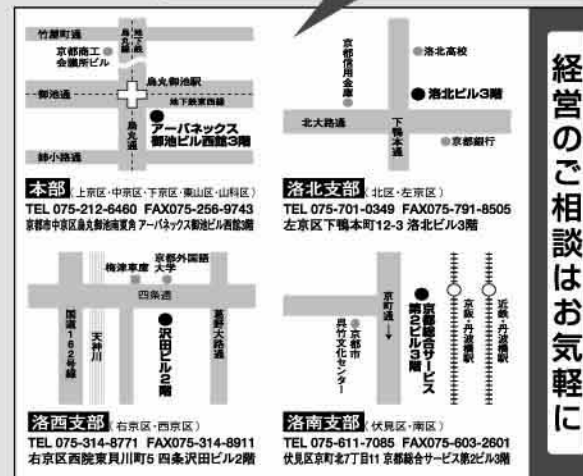 経営のご相談はお気軽に
竹屋町通
烏丸線
地下鉄
京都商工
会議所ビル
烏丸御池駅
御池通
地下鉄東西線
烏丸通
アーバネックス
御池ビル西館3階
姉小路通
本部(上京区・中京区・下京区・東山区・山科区)
TEL 075-212-6460 FAX075-256-9743
京都市中京区烏丸御池南東角 アーバネックス御池ビル西館3階
京都信用金庫
洛北高校
洛北ビル3階
北大路通
下鴨本通
京都銀行
洛北支部(北区・左京区)
TEL 075-701-0349 FAX075-791-8505
左京区下鴨本町12-3 洛北ビル3階
梅津車庫
京都外国語
大学
四条通
国道162号線
天神川
沢田ビル2階
葛野大路通
洛西支部(右京区・西京区)
TEL 075-314-8771 FAX075-314-8911
右京区西院東貝川町5 四条沢田ビル2階
京町通→
京都市
呉竹文化センター
京都総合サービス
第2ビル3階
京阪・丹波橋駅
近鉄・丹波橋駅
洛南支部(伏見区・南区)
TEL 075-611-7085 FAX075-603-2601
伏見区京町北7丁目11 京都総合サービス第2ビル3階